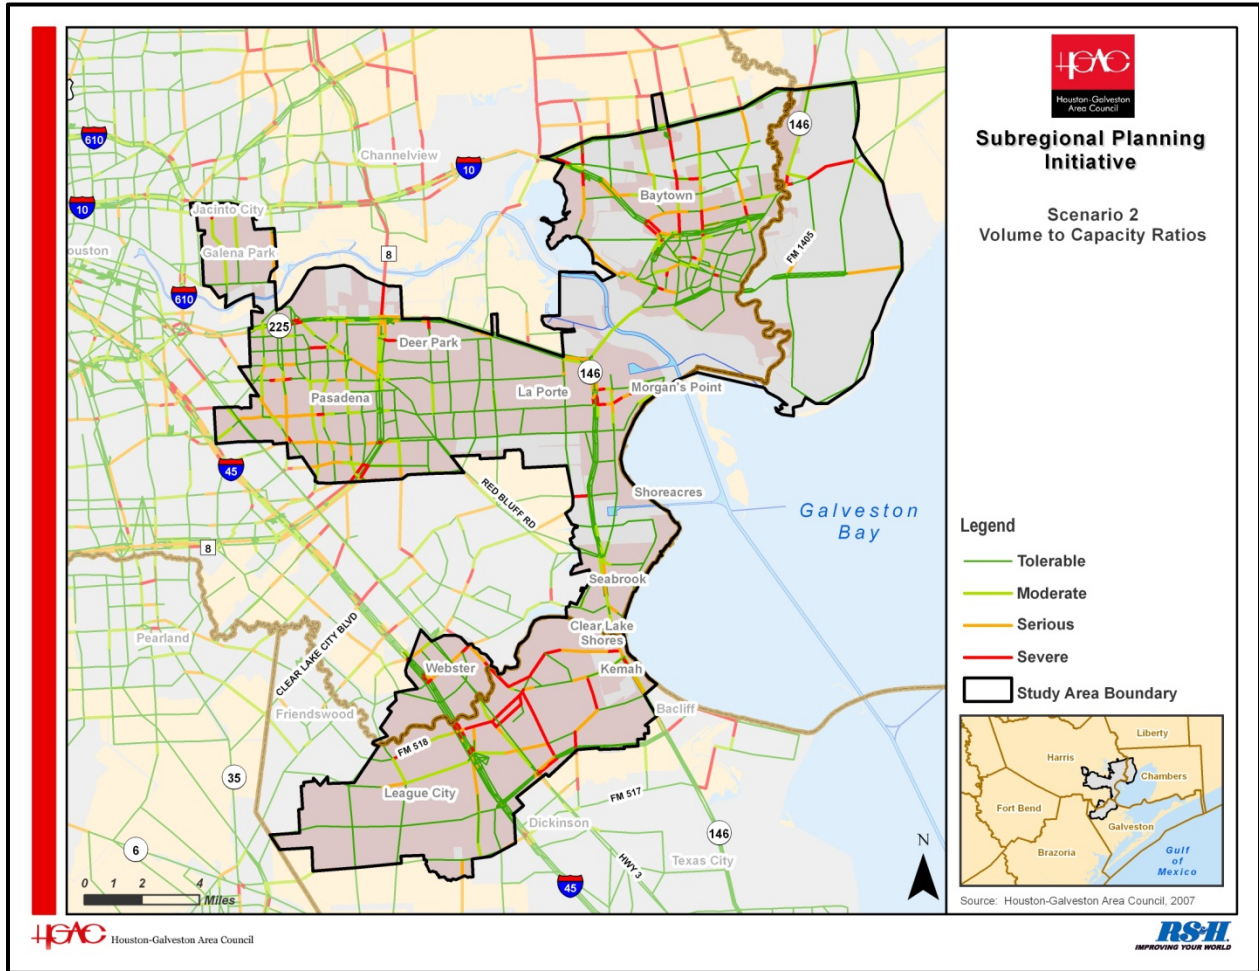 HGAC
Houston-Galveston
Area Council
Subregional Planning
Initiative
Scenario 2
Volume to Capacity Ratios
610
Channelview
10
146
10
Jacinto City
Baytown
ouston
Galena Park
8
FM 1405
610
225
Deer Park
146
La Porte
Morgan's Point
Pasadena
45
RED BLUFF RD
Shoreacres
Galveston
Bay
8
Seabrook
Pearland
CLEAR LAKE CITY BLVD
Clear Lake
Shores
Webster
Kemah
Friendswood
Bacliff
FM 518
35
League City
FM 517
Dickinson
146
6
HWY 3
Texas City
45
N
0 1 2 4
Miles
Legend
Tolerable
Moderate
Serious
Severe
Study Area Boundary
Liberty
Harris
Chambers
Fort Bend
Galveston
Brazoria
Gulf
of
Mexico
Source: Houston-Galveston Area Council, 2007
HGAC Houston-Galveston Area Council
RS&H
IMPROVING YOUR WORLD